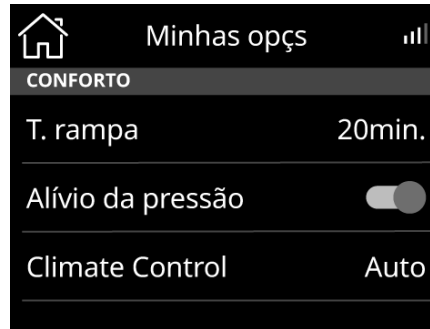 Minhas opçs
CONFORTO
T. rampa 20min.
Alívio da pressão
Climate Control Auto